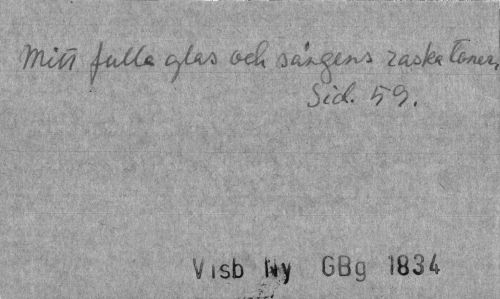 Mitt fulla glas och sångens raska toner,
Sid. 59.
Visb Ny GBg 1834